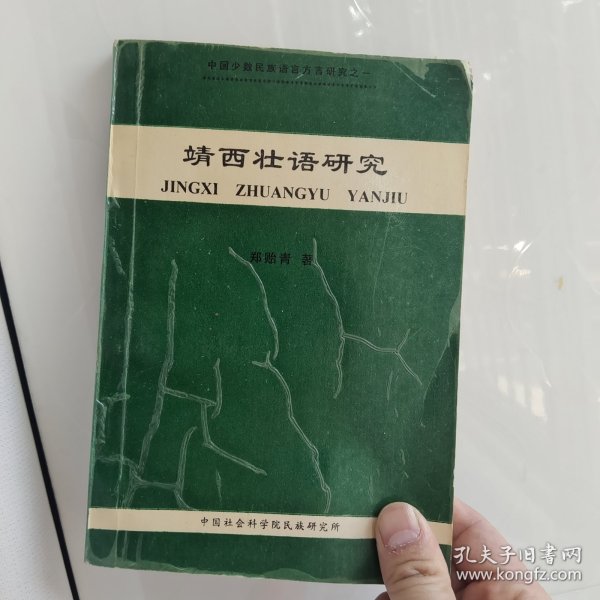 中国少数民族语言方言研究之一
靖西壮语研究
JINGXI ZHUANGYU YANJIU
郑贻青 著
中国社会科学院民族研究所
孔夫子旧书网
www.kongfz.com